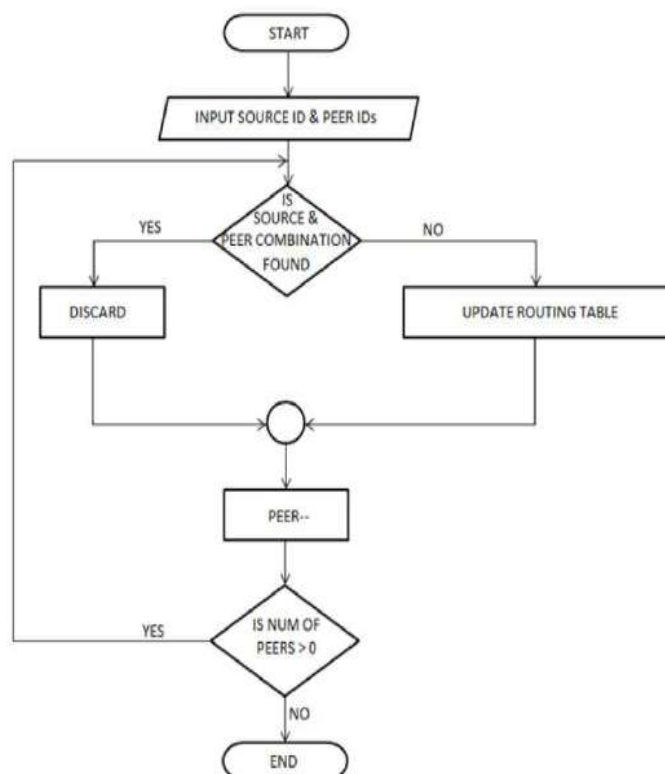 START
INPUT SOURCE ID & PEER IDs
IS
SOURCE &
PEER COMBINATION
FOUND
YES
NO
DISCARD
UPDATE ROUTING TABLE
PEER--
IS NUM OF
PEERS > 0
YES
NO
END